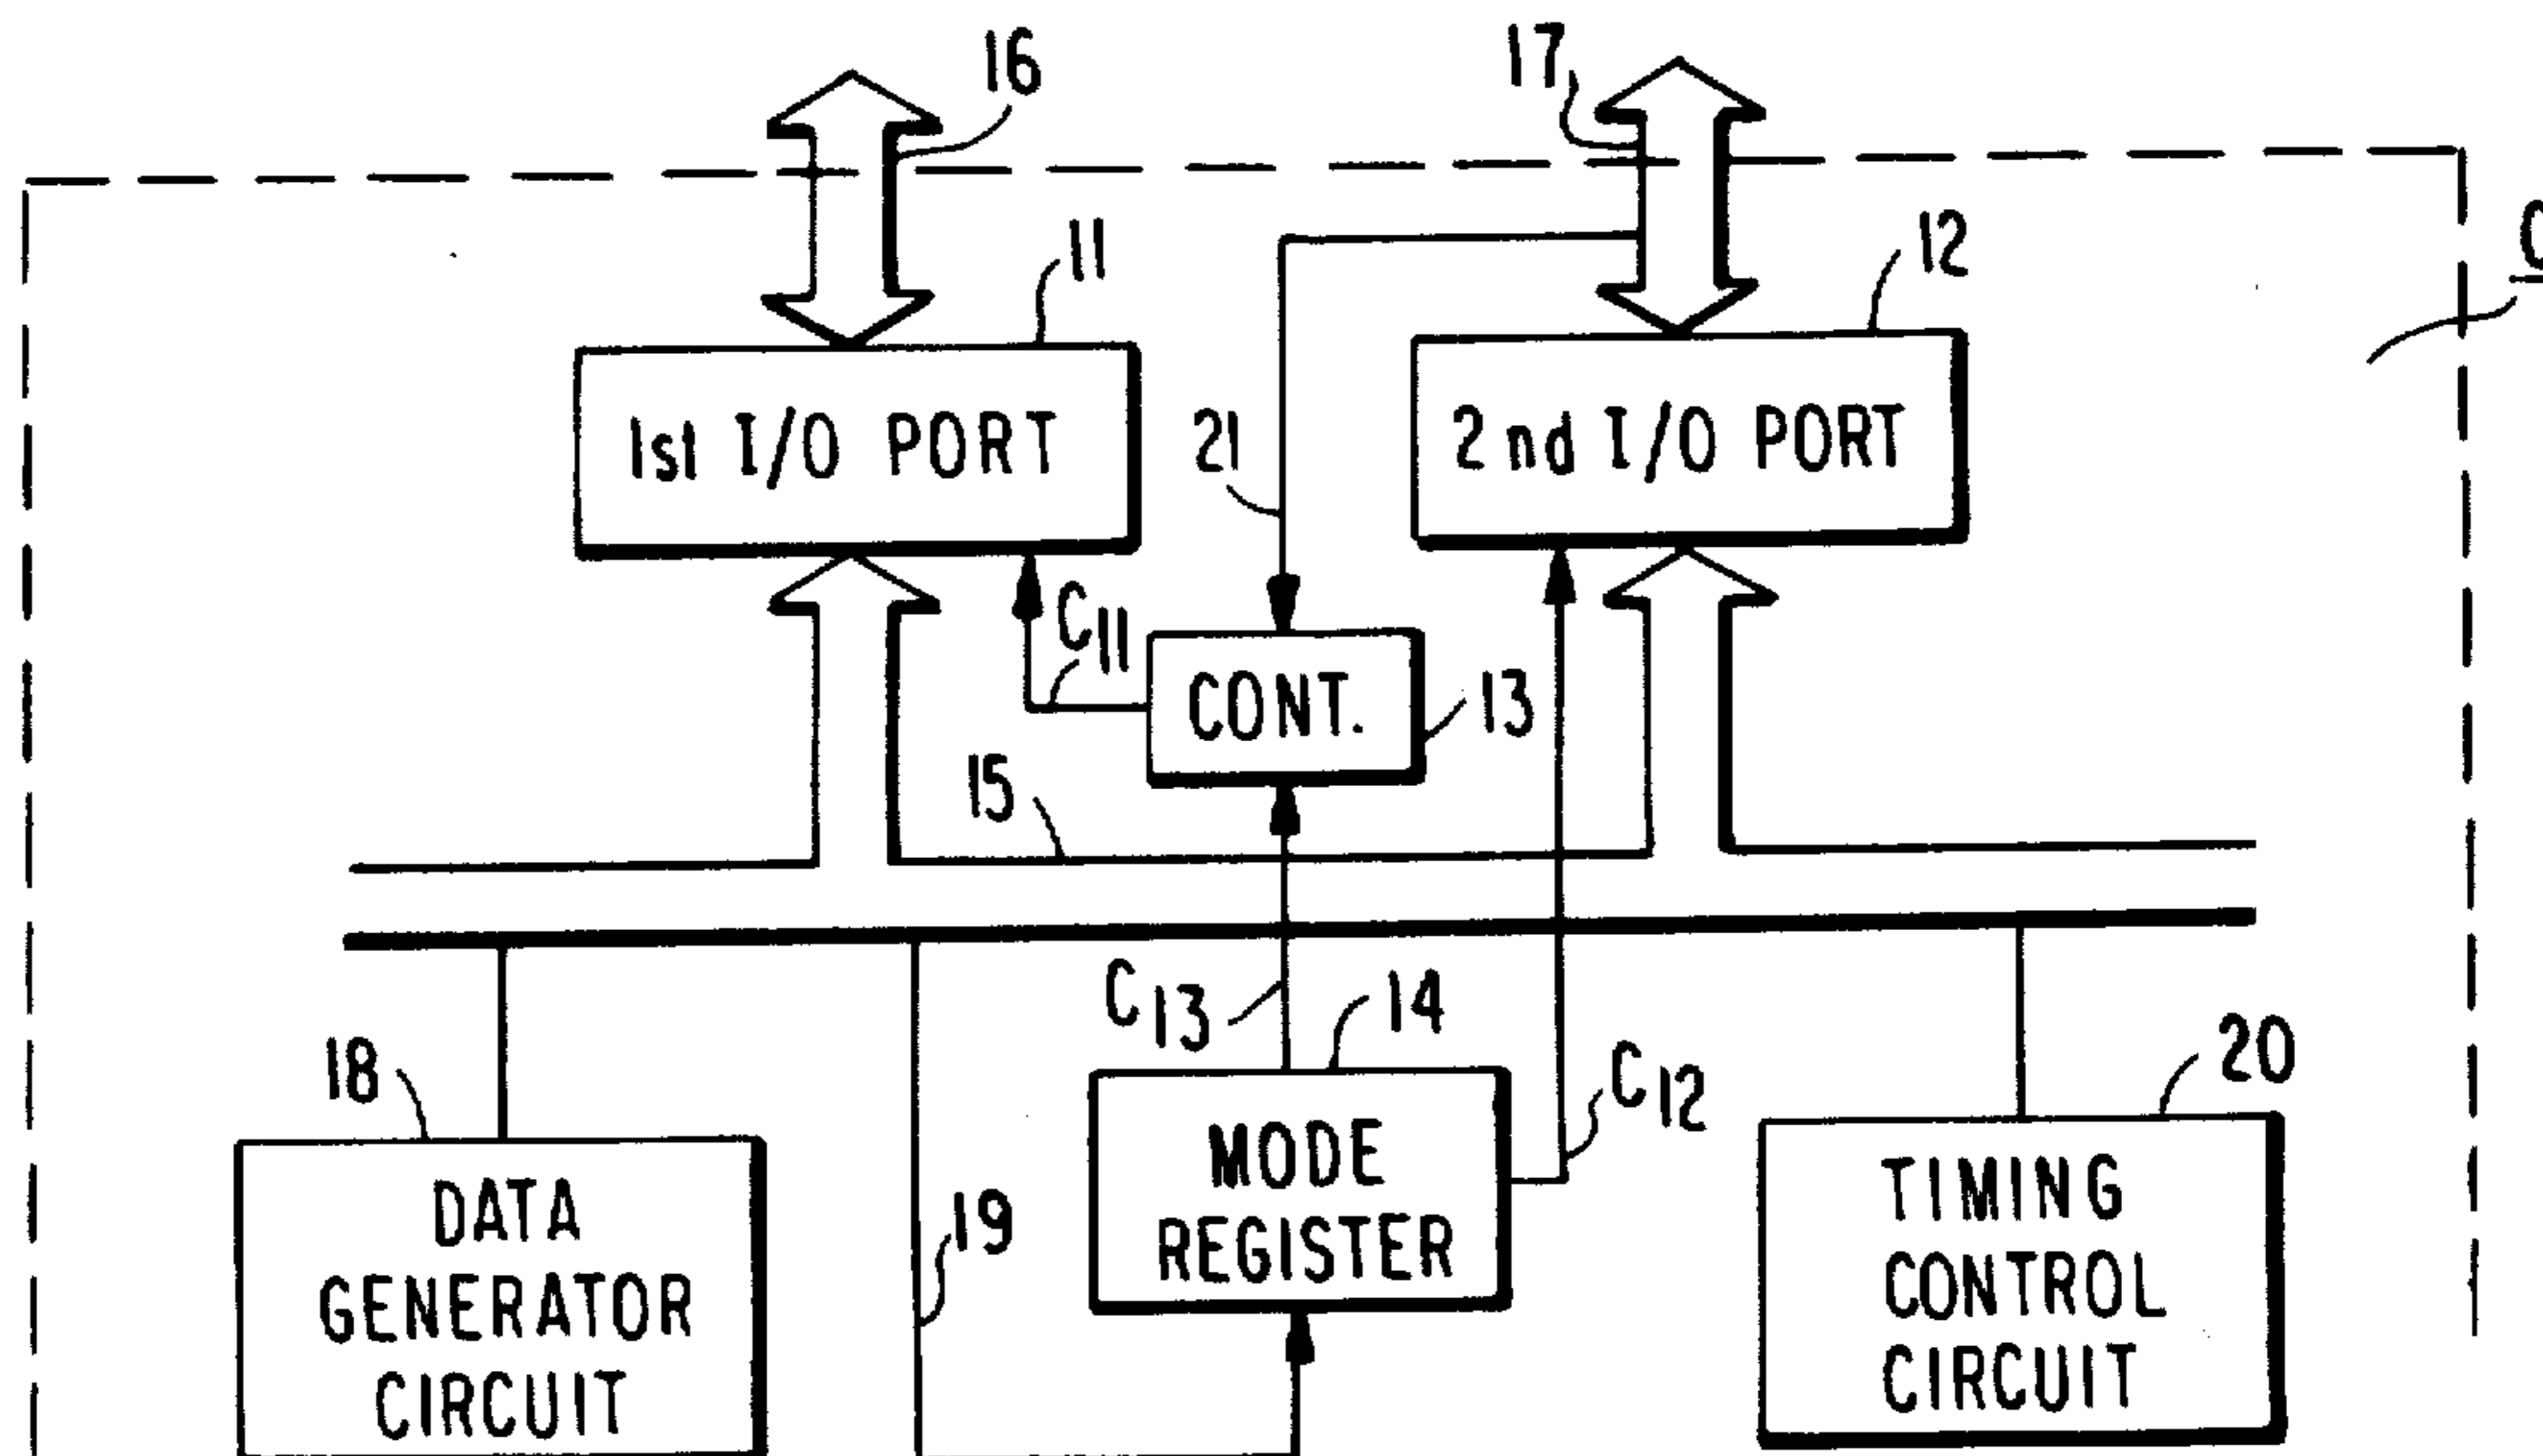 16
17
11
12
1st I/O PORT
21
2nd I/O PORT
C11
CONT.
13
15
C13
14
C12
18
20
MODE
REGISTER
19
DATA
GENERATOR
CIRCUIT
TIMING
CONTROL
CIRCUIT